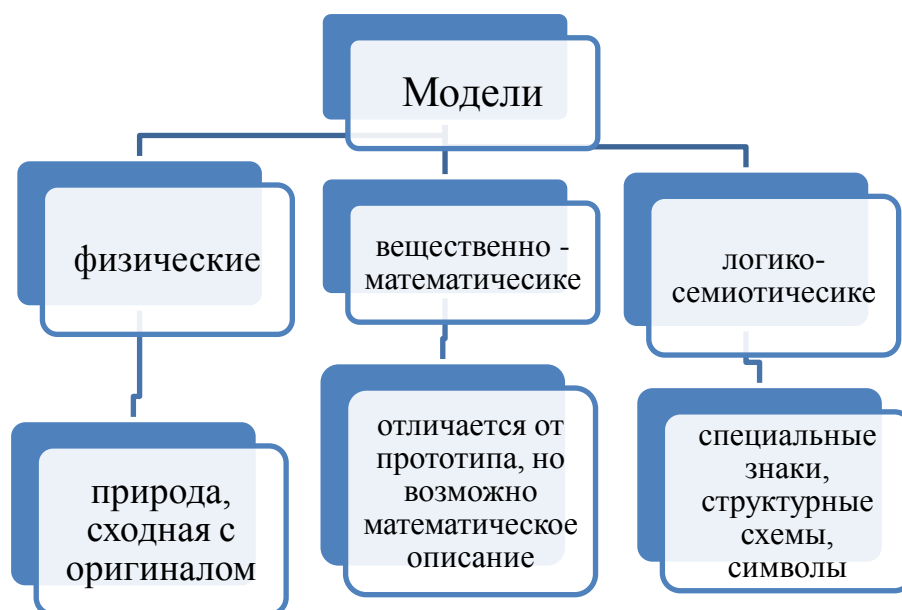 Модели
физические
вещественно -
математичесике
логико-
семиотичесике
природа,
сходная с
оригиналом
отличается от
прототипа, но
возможно
математическое
описание
специальные
знаки,
структурные
схемы,
символы